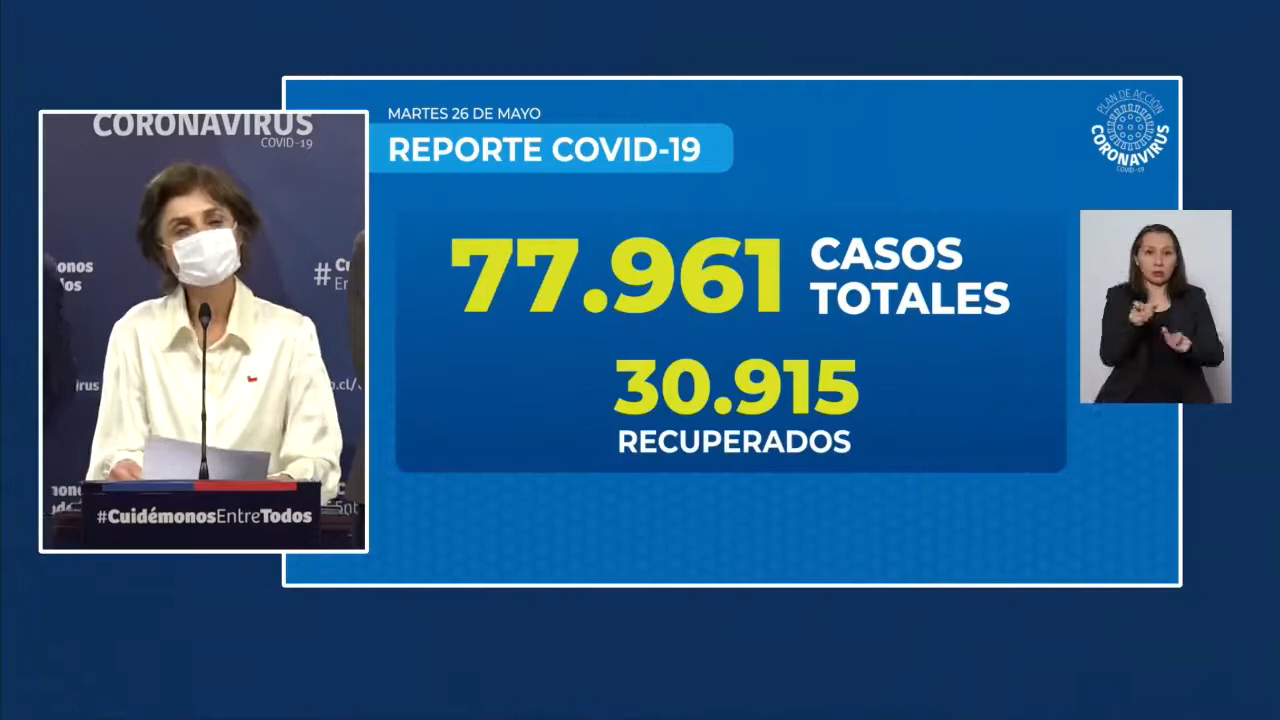 MARTES 26 DE MAYO
REPORTE COVID-19
77.961 CASOS TOTALES
30.915
RECUPERADOS
PLAN DE ACCIÓN
CORONAVIRUS
COVID-19
CORONAVIRUS
COVID-19
#CuidémonosEntreTodos